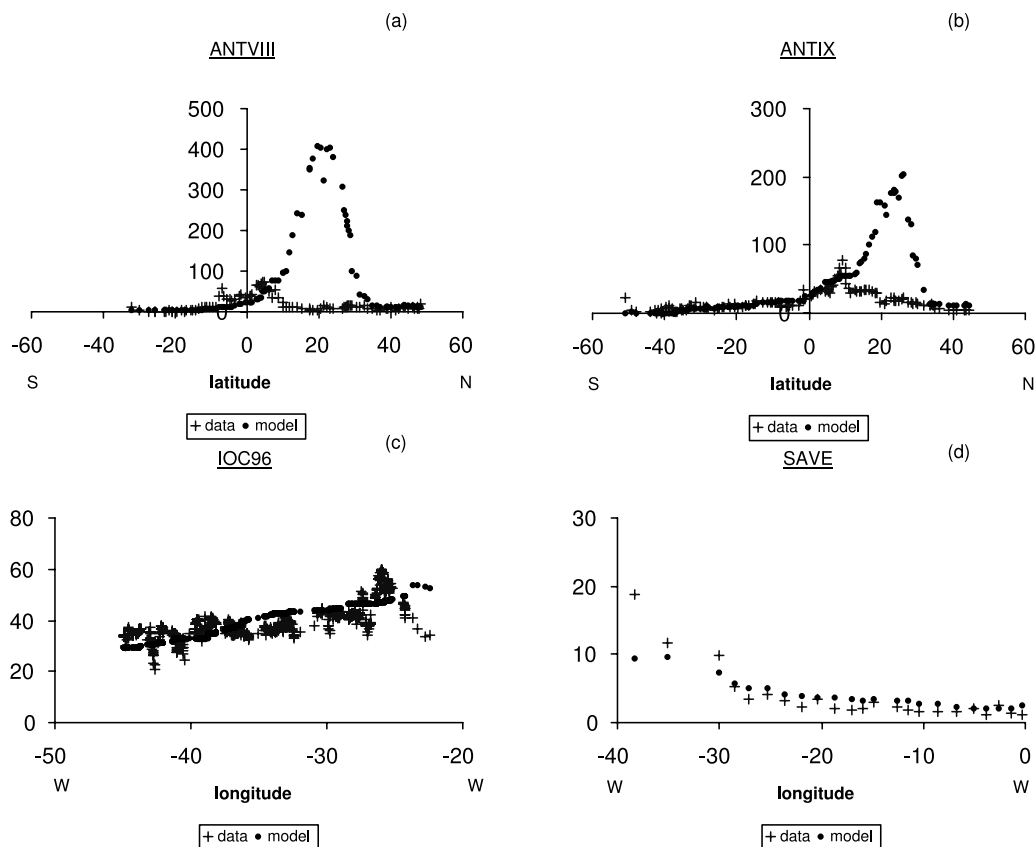 (a)
ANTVIII
500
400
300
200
100
0
-60 -40 -20 0 20 40 60
S latitude N
data model
(b)
ANTIX
300
200
100
0
-60 -40 -20 0 20 40 60
S latitude N
data model
(c)
IOC96
80
60
40
20
0
-50 -40 -30 -20
W longitude W
data model
(d)
SAVE
30
20
10
0
-40 -30 -20 -10 0
W longitude W
data model